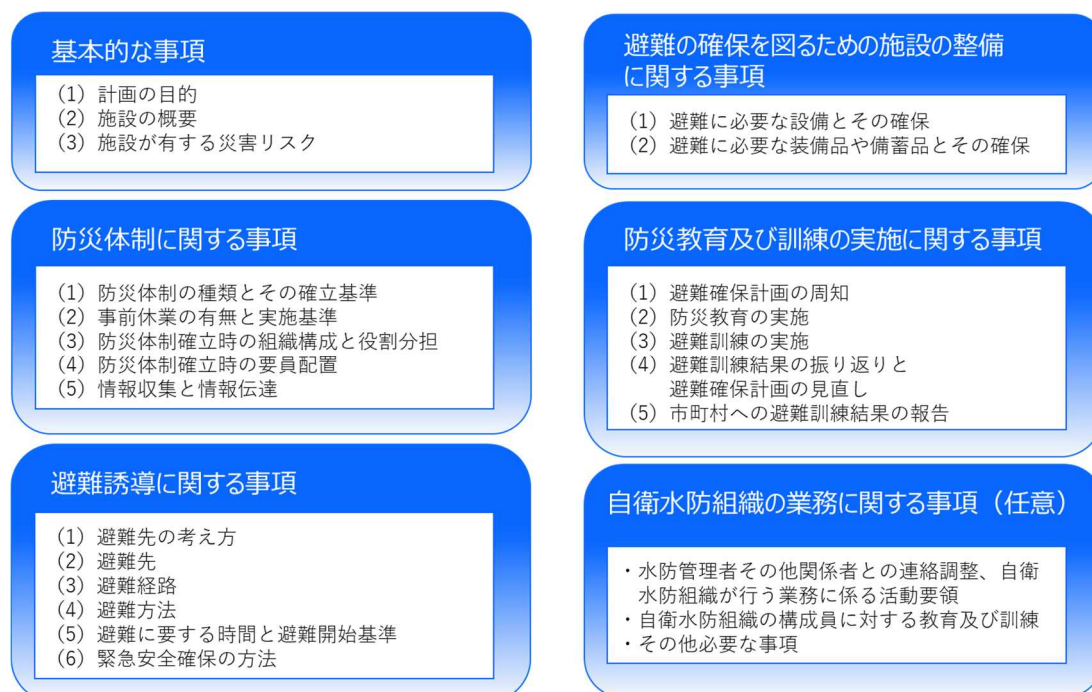 基本的な事項
(1) 計画の目的
(2) 施設の概要
(3) 施設が有する災害リスク
防災体制に関する事項
(1) 防災体制の種類とその確立基準
(2) 事前休業の有無と実施基準
(3) 防災体制確立時の組織構成と役割分担
(4) 防災体制確立時の要員配置
(5) 情報収集と情報伝達
避難誘導に関する事項
(1) 避難先の考え方
(2) 避難先
(3) 避難経路
(4) 避難方法
(5) 避難に要する時間と避難開始基準
(6) 緊急安全確保の方法
避難の確保を図るための施設の整備
に関する事項
(1) 避難に必要な設備とその確保
(2) 避難に必要な装備品や備蓄品とその確保
防災教育及び訓練の実施に関する事項
(1) 避難確保計画の周知
(2) 防災教育の実施
(3) 避難訓練の実施
(4) 避難訓練結果の振り返りと
避難確保計画の見直し
(5) 市町村への避難訓練結果の報告
自衛水防組織の業務に関する事項（任意）
・水防管理者その他関係者との連絡調整、自衛
水防組織が行う業務に係る活動要領
・自衛水防組織の構成員に対する教育及び訓練
・その他必要な事項